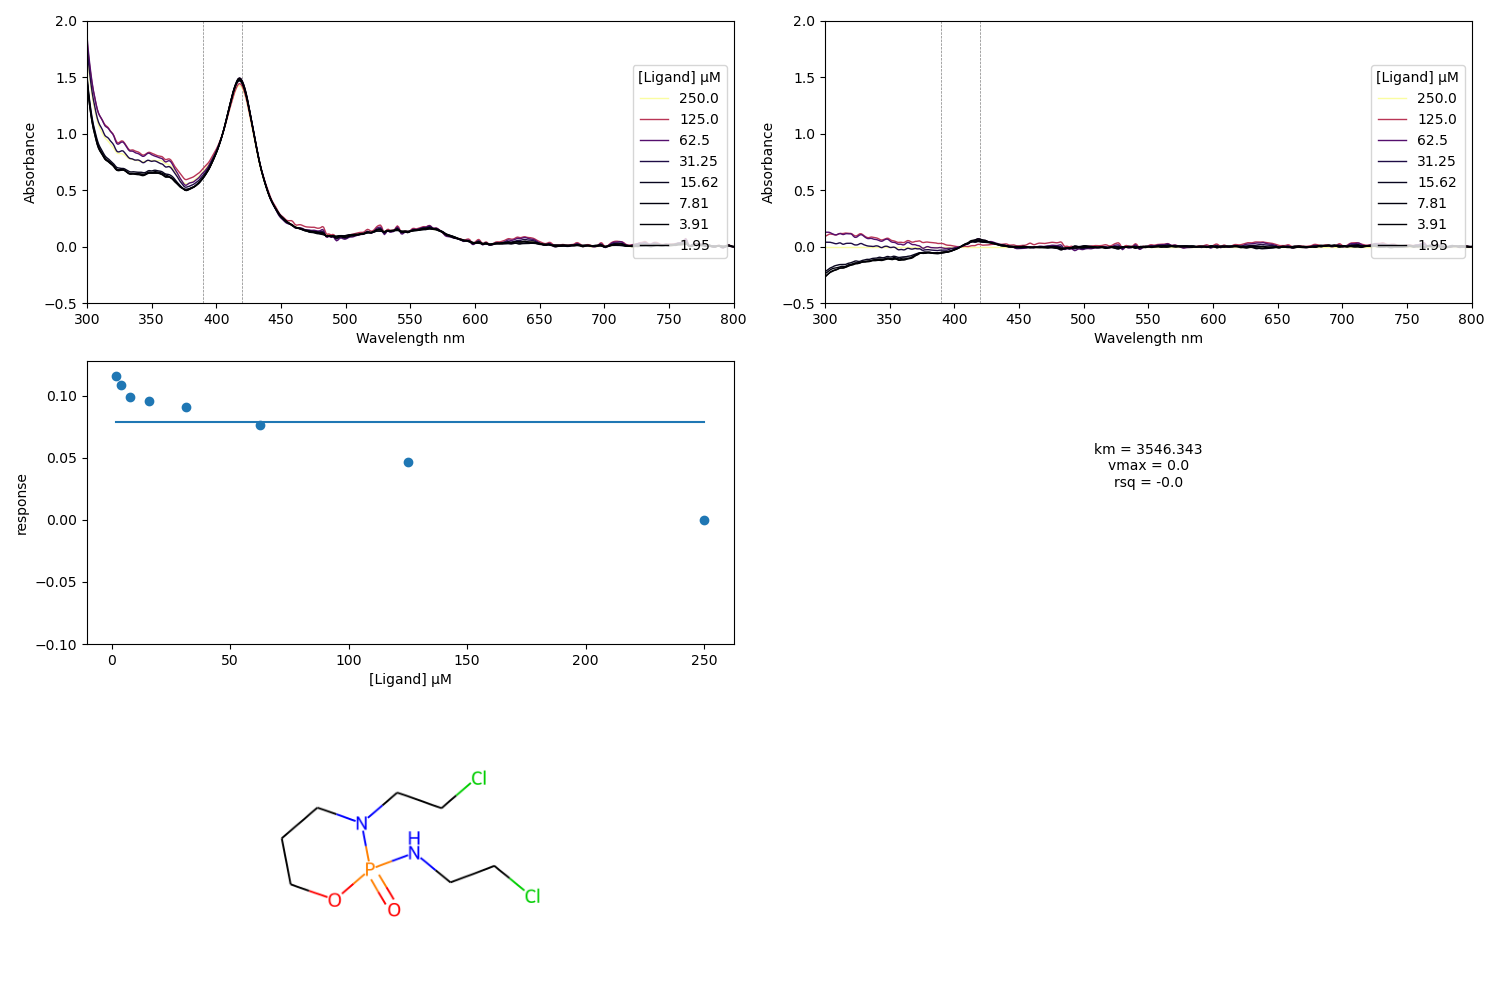 2.0
1.5
1.0
0.5
0.0
−0.5
Absorbance
300 350 400 450 500 550 600 650 700 750 800
Wavelength nm
[Ligand] μM
250.0
125.0
62.5
31.25
15.62
7.81
3.91
1.95
2.0
1.5
1.0
0.5
0.0
−0.5
Absorbance
300 350 400 450 500 550 600 650 700 750 800
Wavelength nm
[Ligand] μM
250.0
125.0
62.5
31.25
15.62
7.81
3.91
1.95
0.10
0.05
0.00
−0.05
−0.10
response
0 50 100 150 200 250
[Ligand] μM
km = 3546.343
vmax = 0.0
rsq = -0.0
Cl
N
H
N
P
O
O
Cl